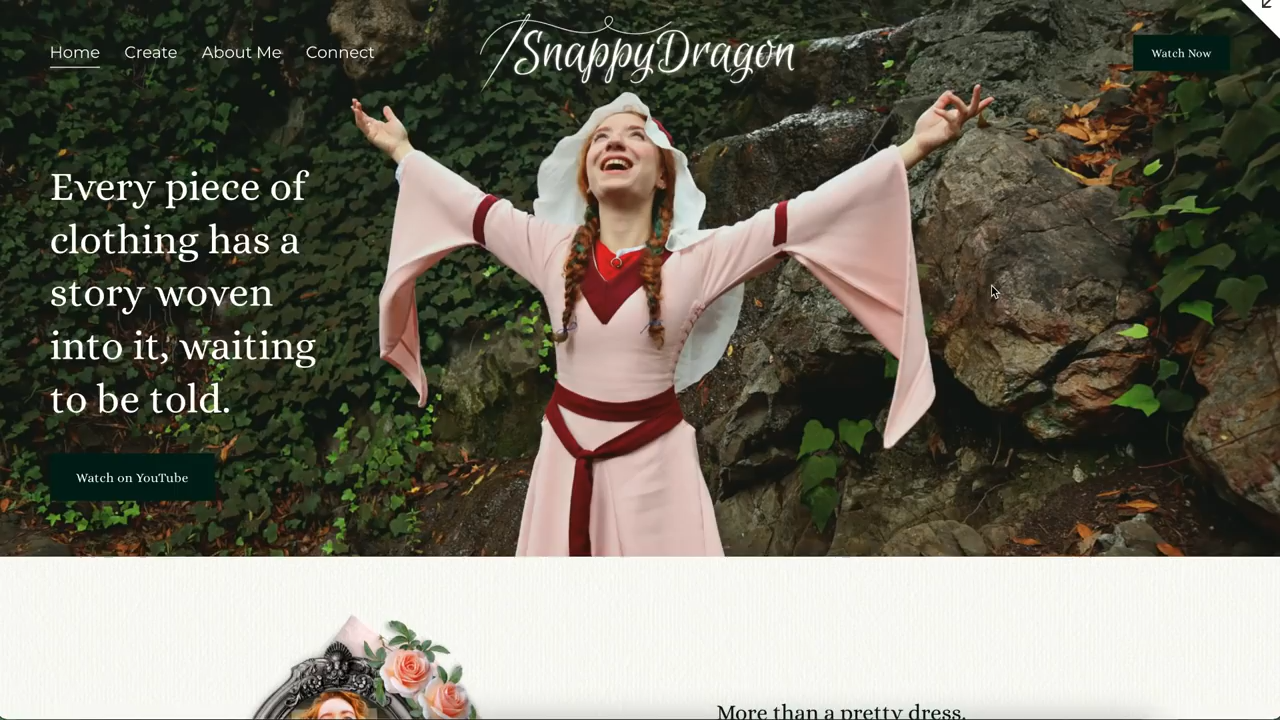 Home Create About Me Connect
SnappyDragon
Watch Now
Every piece of
clothing has a
story woven
into it, waiting
to be told.
Watch on YouTube
More than a pretty dress.